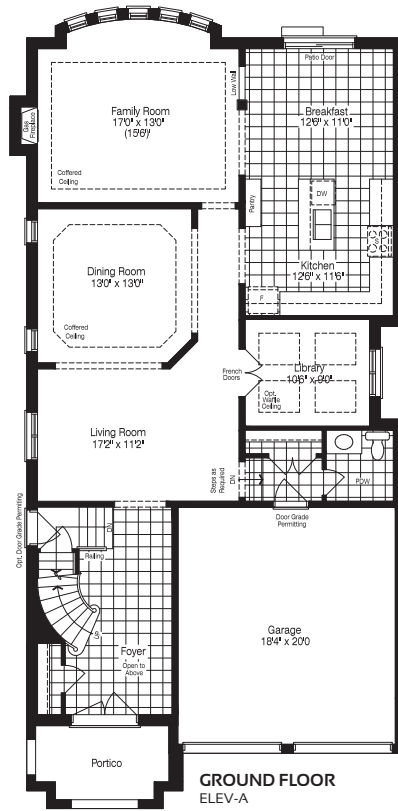 Patio Door
Low Wall
Family Room
17'0" x 13'0"
(15'6")
Breakfast
12'6" x 11'0"
Gas
Fireplace
Coffered
Ceiling
Pantry
DW
S
Dining Room
13'0" x 13'0"
Kitchen
12'6" x 11'6"
F
Coffered
Ceiling
French
Doors
Library
10'6" x 9'0"
Opt.
Waffle
Ceiling
Living Room
17'2" x 11'2"
Steps as
Required
DN
PDW
Opt. Door Grade Permitting
DN
Door Grade
Permitting
Railing
UP
Foyer
Open to
Above
Garage
18'4" x 20'0
Portico
GROUND FLOOR
ELEV-A